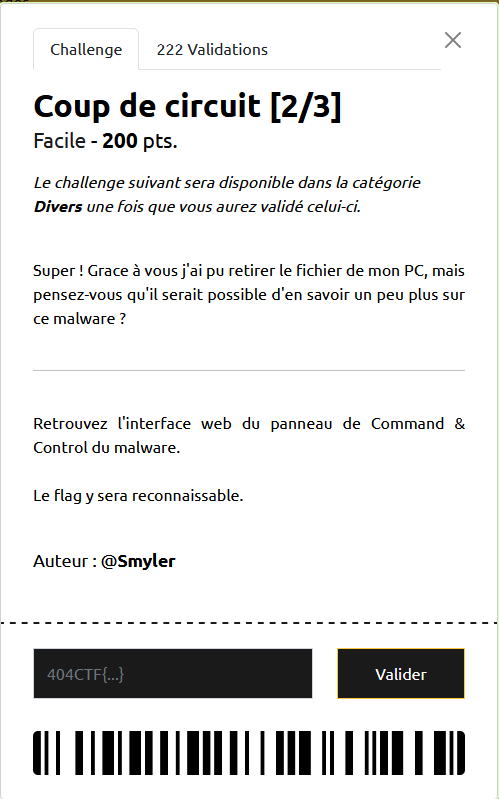 Challenge
222 Validations
Coup de circuit [2/3]
Facile - 200 pts.
Le challenge suivant sera disponible dans la catégorie
Divers une fois que vous aurez validé celui-ci.
Super ! Grace à vous j'ai pu retirer le fichier de mon PC, mais
pensez-vous qu'il serait possible d'en savoir un peu plus sur
ce malware ?
Retrouvez l'interface web du panneau de Command &
Control du malware.
Le flag y sera reconnaissable.
Auteur : @Smyler
404CTF{...}
Valider